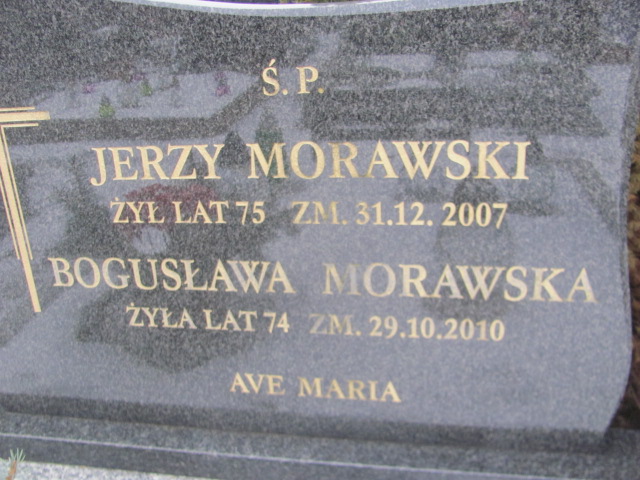 Ś. P.
JERZY MORAWSKI
ŻYŁ LAT 75 ZM. 31.12. 2007
BOGUSŁAWA MORAWSKA
ŻYŁA LAT 74 ZM. 29.10.2010
AVE MARIA